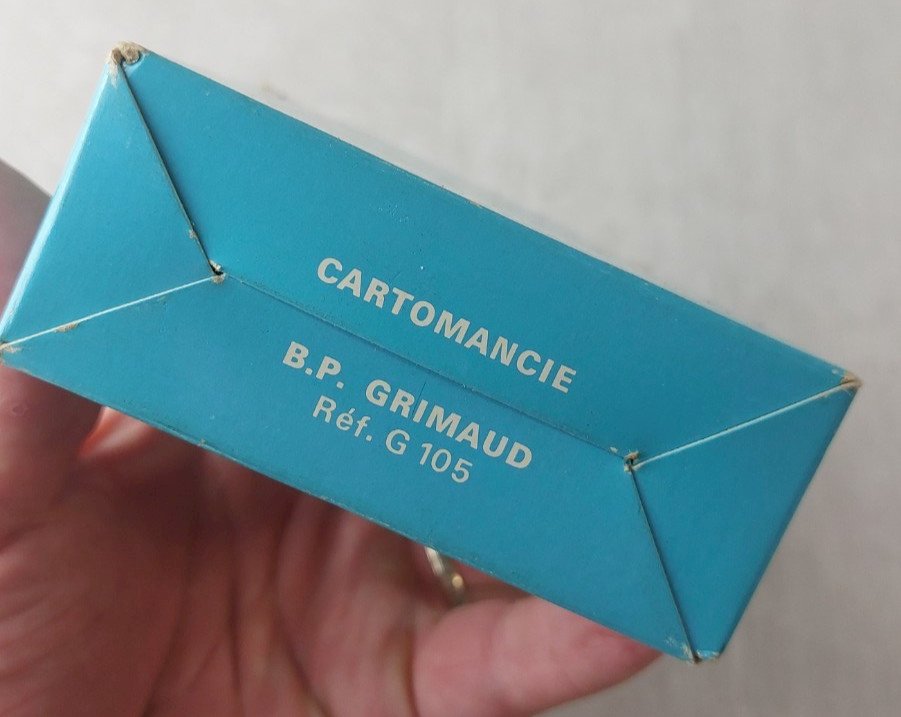 CARTOMANCIE
B.P. GRIMAUD
Réf. G 105